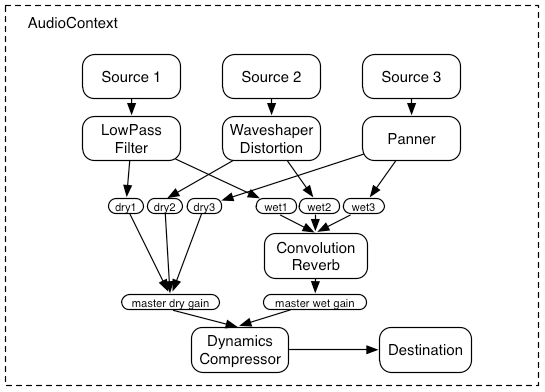 AudioContext
Source 1
Source 2
Source 3
LowPass
Filter
Waveshaper
Distortion
Panner
dry1
dry2
dry3
wet1
wet2
wet3
Convolution
Reverb
master dry gain
master wet gain
Dynamics
Compressor
Destination